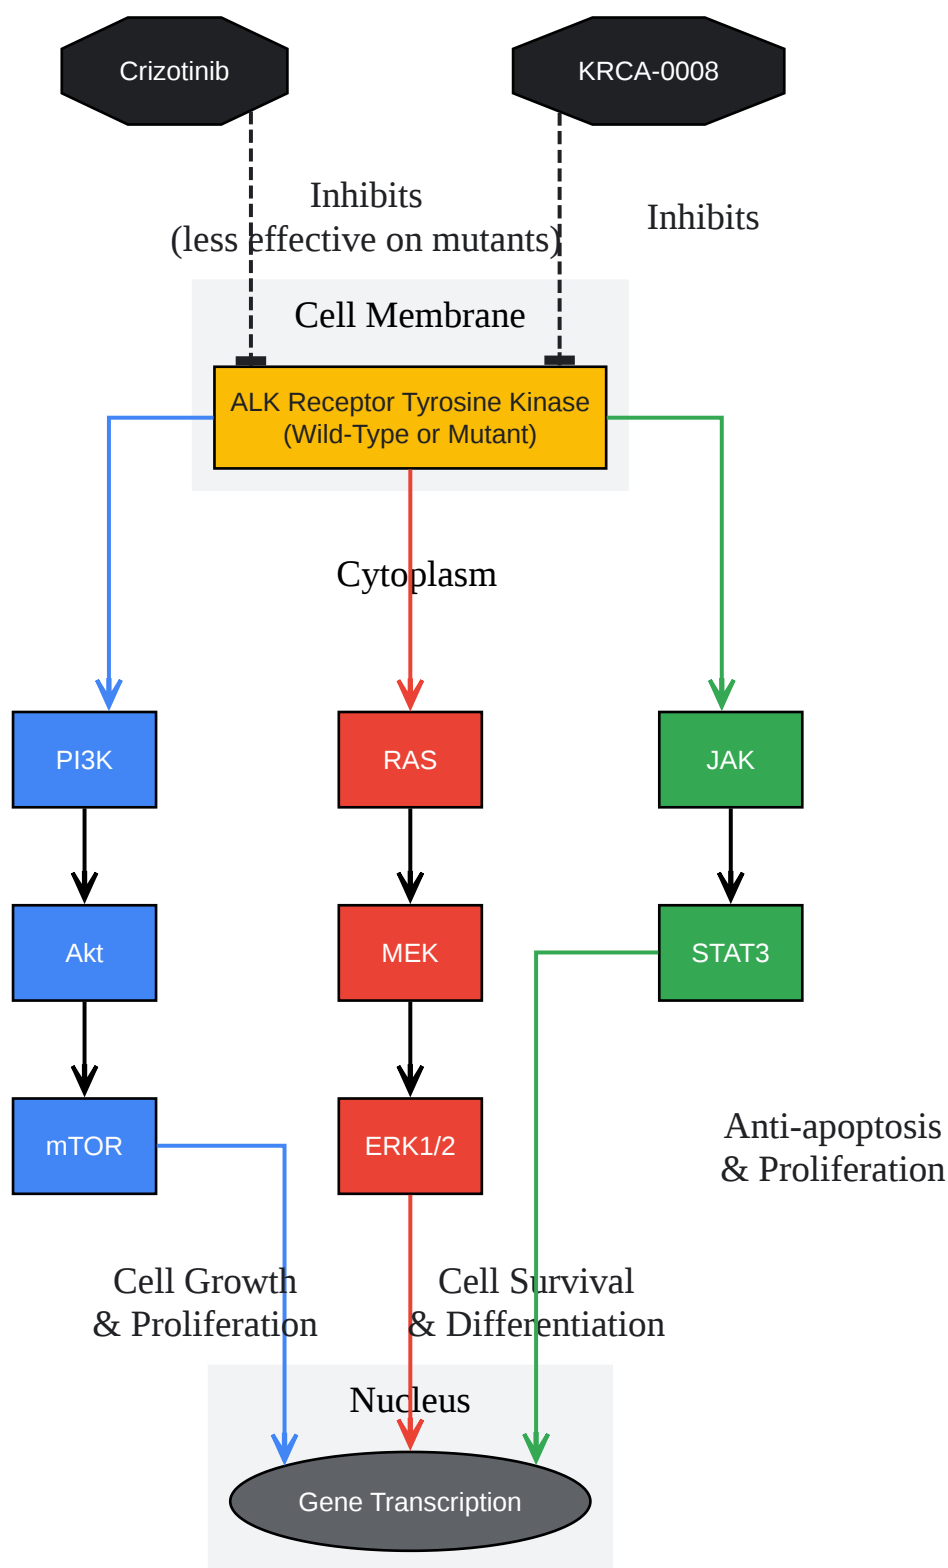 Crizotinib
KRCA-0008
Inhibits
(less effective on mutants)
Inhibits
Cell Membrane
ALK Receptor Tyrosine Kinase
(Wild-Type or Mutant)
Cytoplasm
PI3K
RAS
JAK
Akt
MEK
STAT3
mTOR
ERK1/2
Anti-apoptosis
& Proliferation
Cell Growth
& Proliferation
Cell Survival
& Differentiation
Nucleus
Gene Transcription